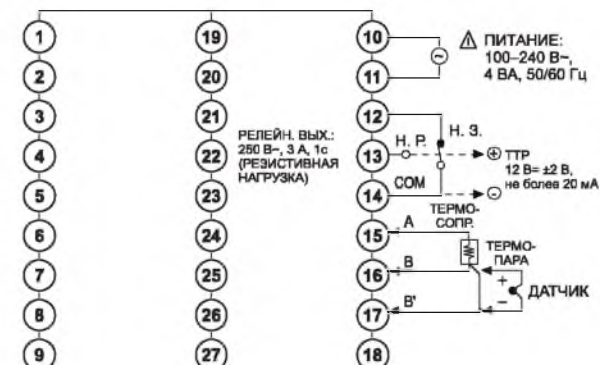 1 19 10
2 20 11
3 21 12
4 22 13
5 23 14
6 24 15
7 25 16
8 26 17
9 27 18
ПИТАНИЕ:
100–240 В~,
4 ВА, 50/60 Гц
РЕЛЕЙН. ВЫХ.:
250 В~, 3 А, 1с
(РЕЗИСТИВНАЯ
НАГРУЗКА)
Н. Р.
Н. З.
СОМ
+ ТТР
12 В= ±2 В,
не более 20 мА
−
ТЕРМО-
СОПР.
A
B
B'
ТЕРМО-
ПАРА
+
−
ДАТЧИК